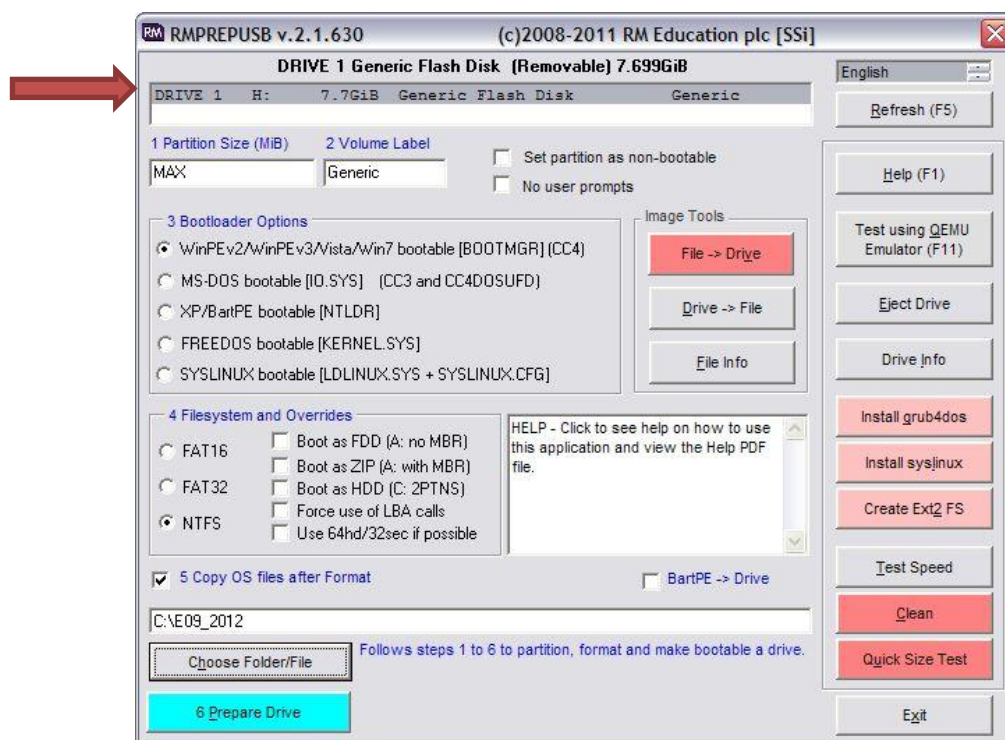 RM RMPREPUSB v.2.1.630 (c)2008-2011 RM Education plc [SSi]
DRIVE 1 Generic Flash Disk (Removable) 7.699GiB
English
DRIVE 1 H: 7.7GiB Generic Flash Disk Generic
Refresh (F5)
1 Partition Size (MiB) 2 Volume Label
MAX Generic
Set partition as non-bootable
No user prompts
Help (F1)
3 Bootloader Options
WinPEv2/WinPEv3/Vista/Win7 bootable [BOOTMGR] (CC4)
MS-DOS bootable [IO.SYS] (CC3 and CC4DOSUFD)
XP/BartPE bootable [NTLDR]
FREEDOS bootable [KERNEL.SYS]
SYSLINUX bootable [LDLINUX.SYS + SYSLINUX.CFG]
Image Tools
File -> Drive
Drive -> File
File Info
Test using QEMU
Emulator (F11)
Eject Drive
Drive Info
4 Filesystem and Overrides
FAT16
FAT32
NTFS
Boot as FDD (A: no MBR)
Boot as ZIP (A: with MBR)
Boot as HDD (C: 2PTNS)
Force use of LBA calls
Use 64hd/32sec if possible
HELP - Click to see help on how to use
this application and view the Help PDF
file.
Install grub4dos
Install syslinux
Create Ext2 FS
5 Copy OS files after Format
BartPE -> Drive
Test Speed
C:\E09_2012
Clean
Choose Folder/File
Follows steps 1 to 6 to partition, format and make bootable a drive.
Quick Size Test
6 Prepare Drive
Exit